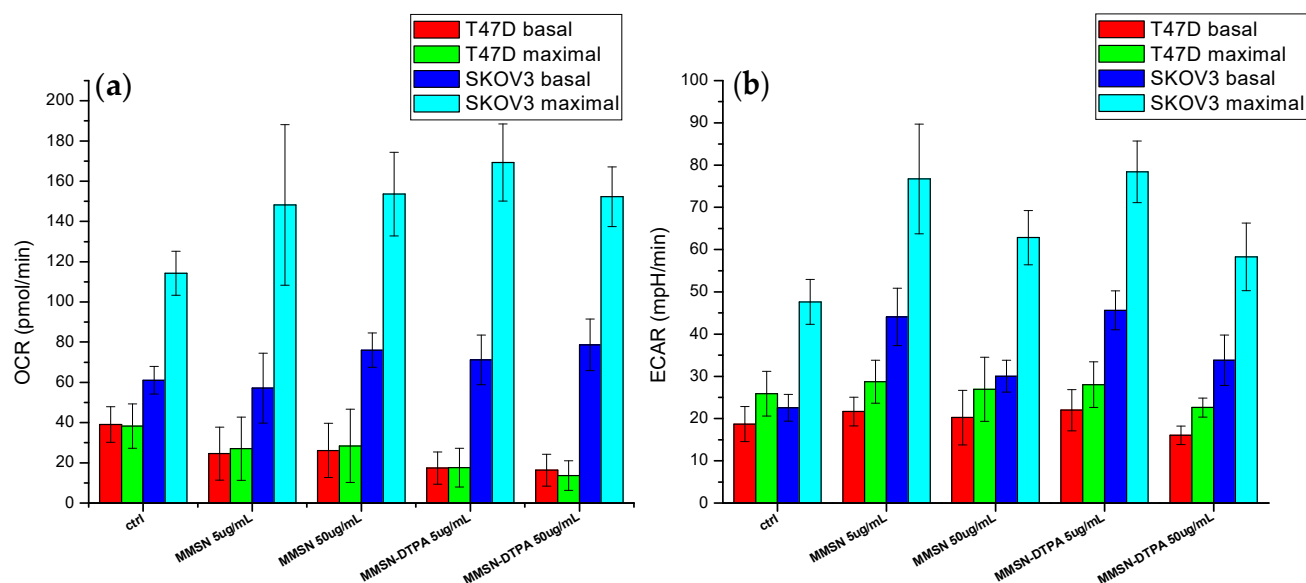 T47D basal
T47D maximal
SKOV3 basal
SKOV3 maximal
(a)
OCR (pmol/min)
200
180
160
140
120
100
80
60
40
20
0
ctrl
MMSN 5ug/mL
MMSN 50ug/mL
MMSN-DTPA 5ug/mL
MMSN-DTPA 50ug/mL
T47D basal
T47D maximal
SKOV3 basal
SKOV3 maximal
(b)
ECAR (mpH/min)
100
90
80
70
60
50
40
30
20
10
0
ctrl
MMSN 5ug/mL
MMSN 50ug/mL
MMSN-DTPA 5ug/mL
MMSN-DTPA 50ug/mL